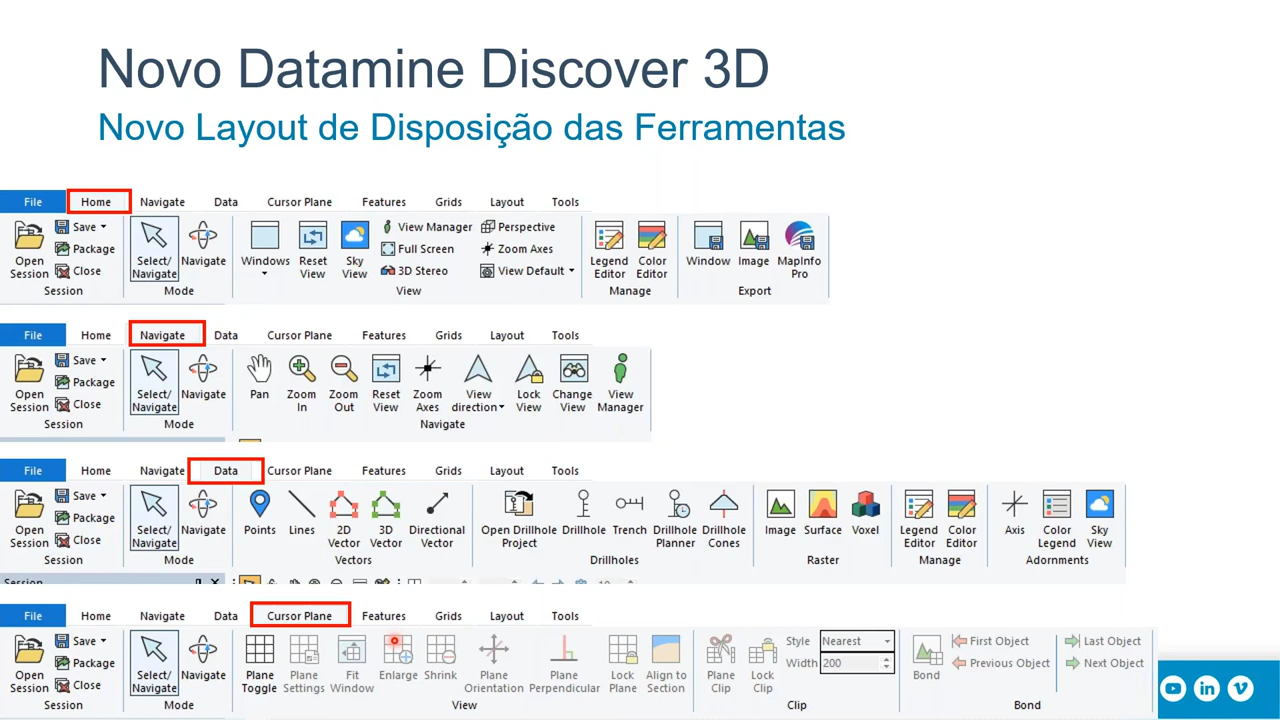 Novo Datamine Discover 3D
Novo Layout de Disposição das Ferramentas
File Home Navigate Data Cursor Plane Features Grids Layout Tools
Open Session Save Package Close Select/Navigate Navigate Windows Reset View Sky View View Manager Full Screen 3D Stereo Perspective Zoom Axes View Default Legend Editor Color Editor Window Image MapInfo Pro
Session Mode View Manage Export
File Home Navigate Data Cursor Plane Features Grids Layout Tools
Open Session Save Package Close Select/Navigate Navigate Pan Zoom In Zoom Out Reset View Zoom Axes View direction Lock View Change View View Manager
Session Mode Navigate
File Home Navigate Data Cursor Plane Features Grids Layout Tools
Open Session Save Package Close Select/Navigate Navigate Points Lines 2D Vector 3D Vector Directional Vector Open Drillhole Project Drillhole Trench Drillhole Planner Drillhole Cones Image Surface Voxel Legend Editor Color Editor Axis Color Legend Sky View
Session Mode Vectors Drillholes Raster Manage Adornments
File Home Navigate Data Cursor Plane Features Grids Layout Tools
Open Session Save Package Close Select/Navigate Navigate Plane Toggle Plane Settings Fit Window Enlarge Shrink Plane Orientation Plane Perpendicular Lock Plane Align to Section Plane Clip Lock Clip Style Nearest Width 200 Bond First Object Previous Object Last Object Next Object
Session Mode View Clip Bond